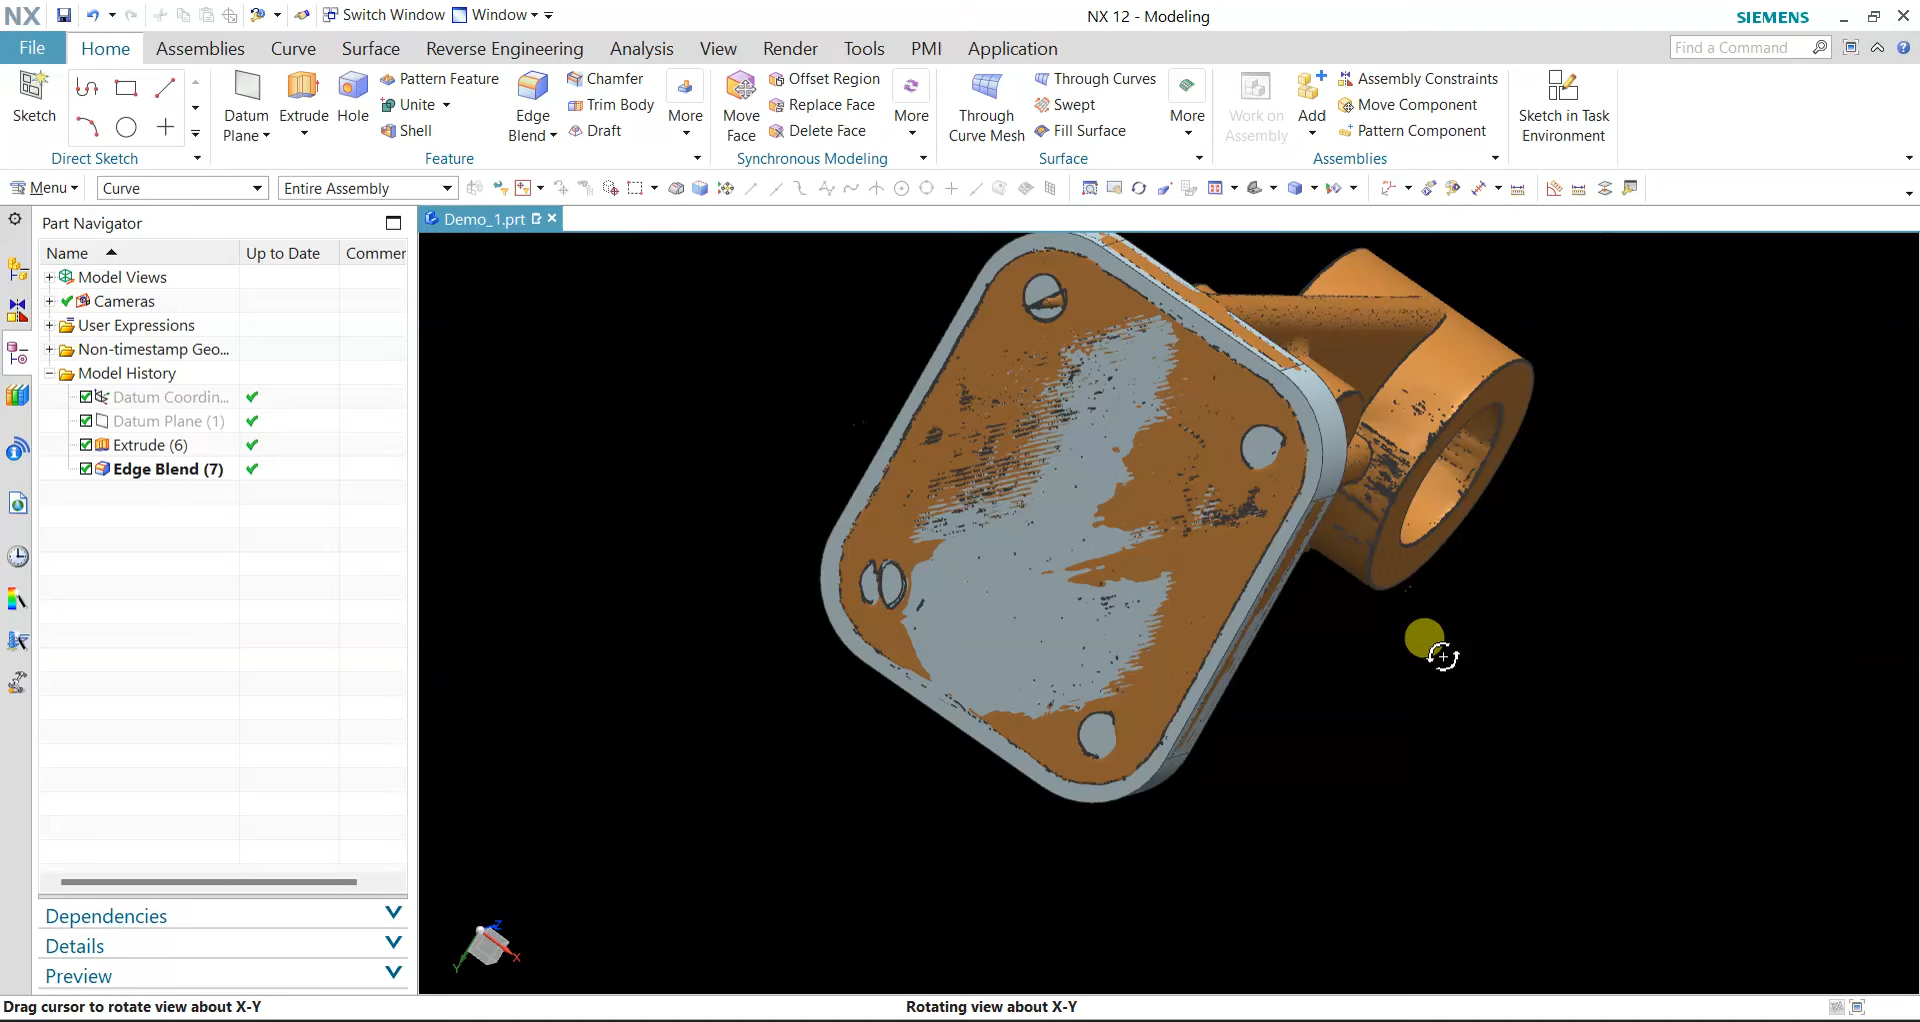 NX Switch Window Window NX 12 - Modeling SIEMENS
File Home Assemblies Curve Surface Reverse Engineering Analysis View Render Tools PMI Application Find a Command
Sketch
Direct Sketch
Datum Plane
Extrude
Hole
Pattern Feature
Unite
Shell
Edge Blend
Chamfer
Trim Body
Draft
More
Feature
Move Face
Offset Region
Replace Face
Delete Face
More
Synchronous Modeling
Through Curve Mesh
Through Curves
Swept
Fill Surface
More
Surface
Work on Assembly
Add
Assembly Constraints
Move Component
Pattern Component
Assemblies
Sketch in Task Environment
Menu Curve Entire Assembly
Part Navigator
Demo_1.prt
Name Up to Date Commer
Model Views
Cameras
User Expressions
Non-timestamp Geo...
Model History
Datum Coordin...
Datum Plane (1)
Extrude (6)
Edge Blend (7)
Dependencies
Details
Preview
Z
X
Y
Drag cursor to rotate view about X-Y Rotating view about X-Y